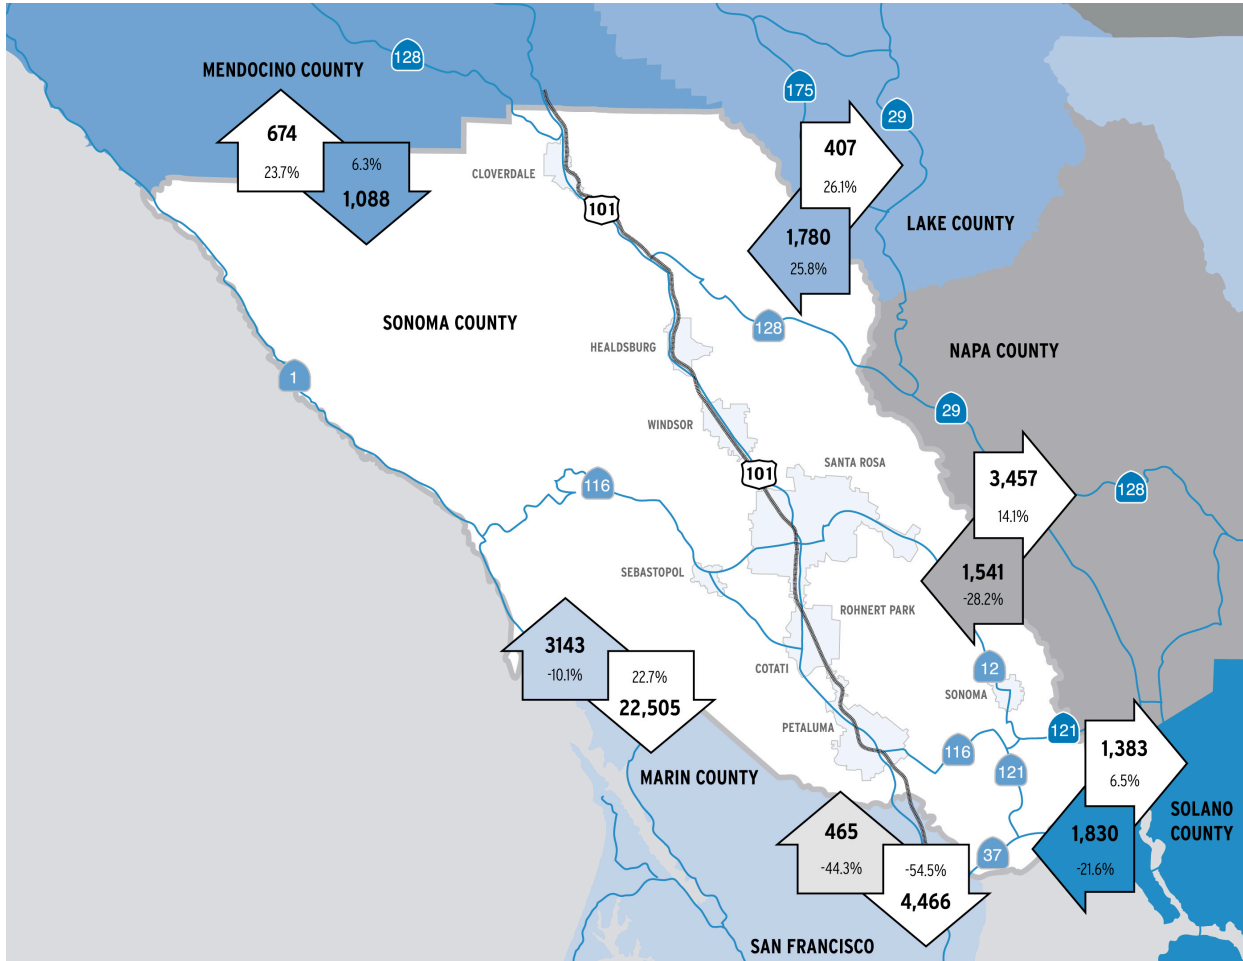 128
MENDOCINO COUNTY
175
29
674
23.7%
6.3%
1,088
407
26.1%
CLOVERDALE
101
1,780
25.8%
LAKE COUNTY
SONOMA COUNTY
128
HEALDSBURG
NAPA COUNTY
1
29
WINDSOR
101
SANTA ROSA
116
3,457
14.1%
128
SEBASTOPOL
1,541
-28.2%
ROHNERT PARK
3143
-10.1%
22.7%
22,505
COTATI
12
SONOMA
PETALUMA
121
116
121
1,383
6.5%
MARIN COUNTY
SOLANO
COUNTY
465
-44.3%
-54.5%
4,466
37
1,830
-21.6%
SAN FRANCISCO